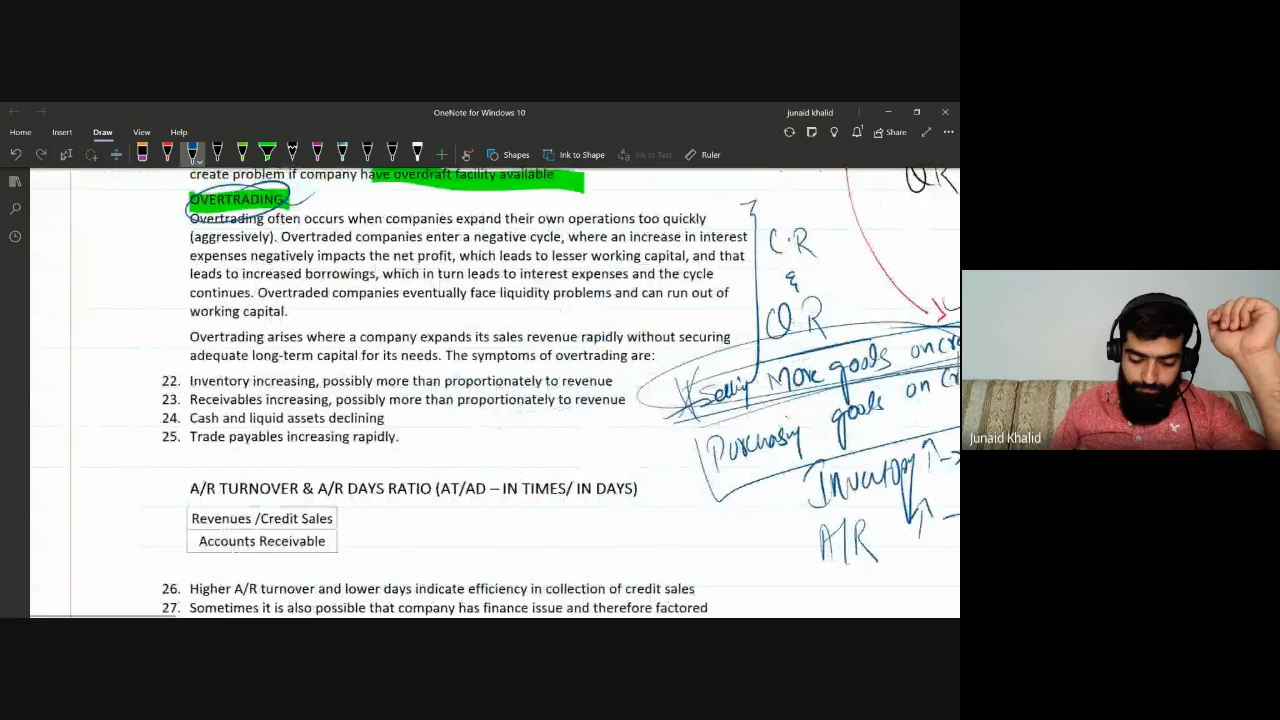 OneNote for Windows 10
junaid khalid
Home Insert Draw View Help
Share
Shapes Ink to Shape Ink to Text Ruler
create problem if company have overdraft facility available
OVERTRADING
Overtrading often occurs when companies expand their own operations too quickly
(aggressively). Overtraded companies enter a negative cycle, where an increase in interest
expenses negatively impacts the net profit, which leads to lesser working capital, and that
leads to increased borrowings, which in turn leads to interest expenses and the cycle
continues. Overtraded companies eventually face liquidity problems and can run out of
working capital.
Overtrading arises where a company expands its sales revenue rapidly without securing
adequate long-term capital for its needs. The symptoms of overtrading are:
22. Inventory increasing, possibly more than proportionately to revenue
23. Receivables increasing, possibly more than proportionately to revenue
24. Cash and liquid assets declining
25. Trade payables increasing rapidly.
A/R TURNOVER & A/R DAYS RATIO (AT/AD – IN TIMES/ IN DAYS)
Revenues /Credit Sales
Accounts Receivable
26. Higher A/R turnover and lower days indicate efficiency in collection of credit sales
27. Sometimes it is also possible that company has finance issue and therefore factored
QR
C.R
&
QR
Selling More goods on
Purchasing goods on
Inventory ↑
A/R ↑
Junaid Khalid